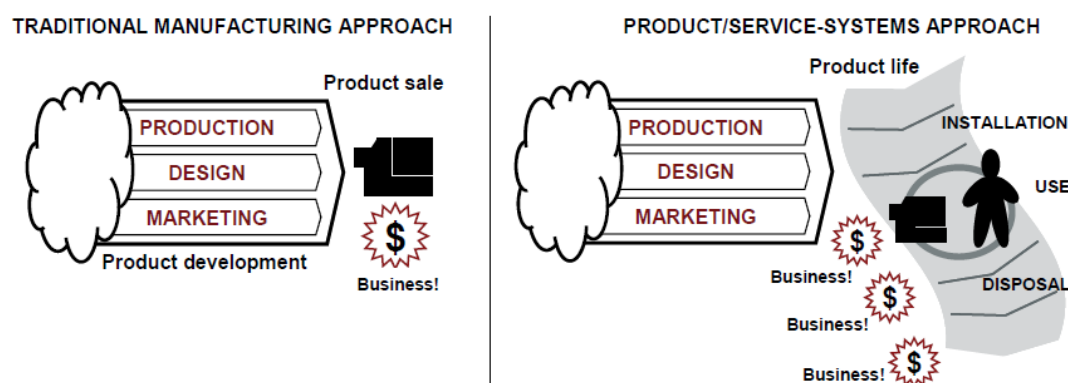 TRADITIONAL MANUFACTURING APPROACH
Product sale
PRODUCTION
DESIGN
MARKETING
Product development
$
Business!
PRODUCT/SERVICE-SYSTEMS APPROACH
Product life
PRODUCTION
DESIGN
MARKETING
INSTALLATION
USE
DISPOSAL
$
Business!
$
Business!
$
Business!